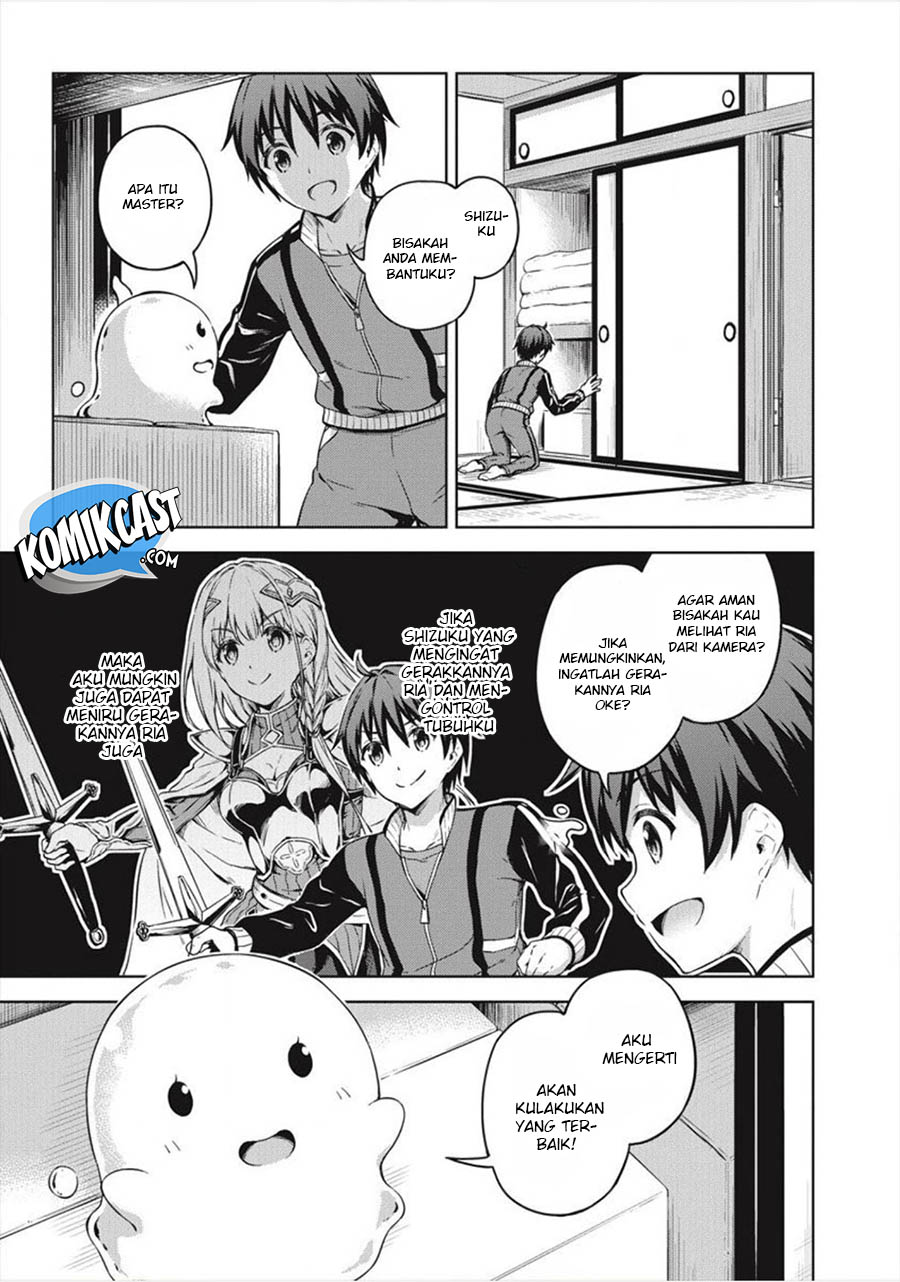 SHIZU-
KU
BISAKAH
ANDA MEM-
BANTUKU?
APA ITU
MASTER?
AGAR AMAN
BISAKAH KAU
MELIHAT RIA
DARI KAMERA?
JIKA
MEMUNGKINKAN,
INGATLAH GERA-
KANNYA RIA
OKE?
JIKA
SHIZUKU YANG
MENGINGAT
GERAKKANNYA
RIA DAN MEN-
GONTROL
TUBUHKU
MAKA
AKU MUNGKIN
JUGA DAPAT
MENIRU GERA-
KANNYA RIA
JUGA
KOMIKCAST
.COM
AKU
MENGERTI
AKAN
KULAKUKAN
YANG TER-
BAIK!